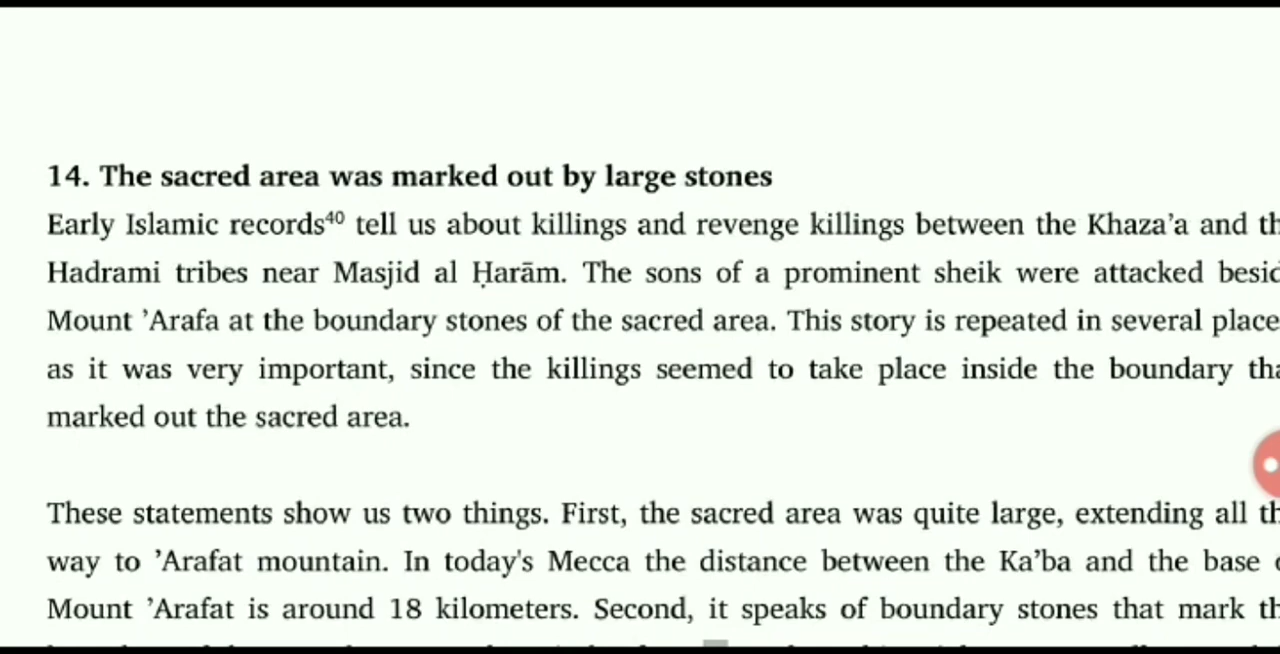 14. The sacred area was marked out by large stones
Early Islamic records⁴⁰ tell us about killings and revenge killings between the Khaza’a and th
Hadrami tribes near Masjid al Ḥarām. The sons of a prominent sheik were attacked besid
Mount ’Arafa at the boundary stones of the sacred area. This story is repeated in several place
as it was very important, since the killings seemed to take place inside the boundary tha
marked out the sacred area.
These statements show us two things. First, the sacred area was quite large, extending all th
way to ’Arafat mountain. In today's Mecca the distance between the Ka’ba and the base
Mount ’Arafat is around 18 kilometers. Second, it speaks of boundary stones that mark th